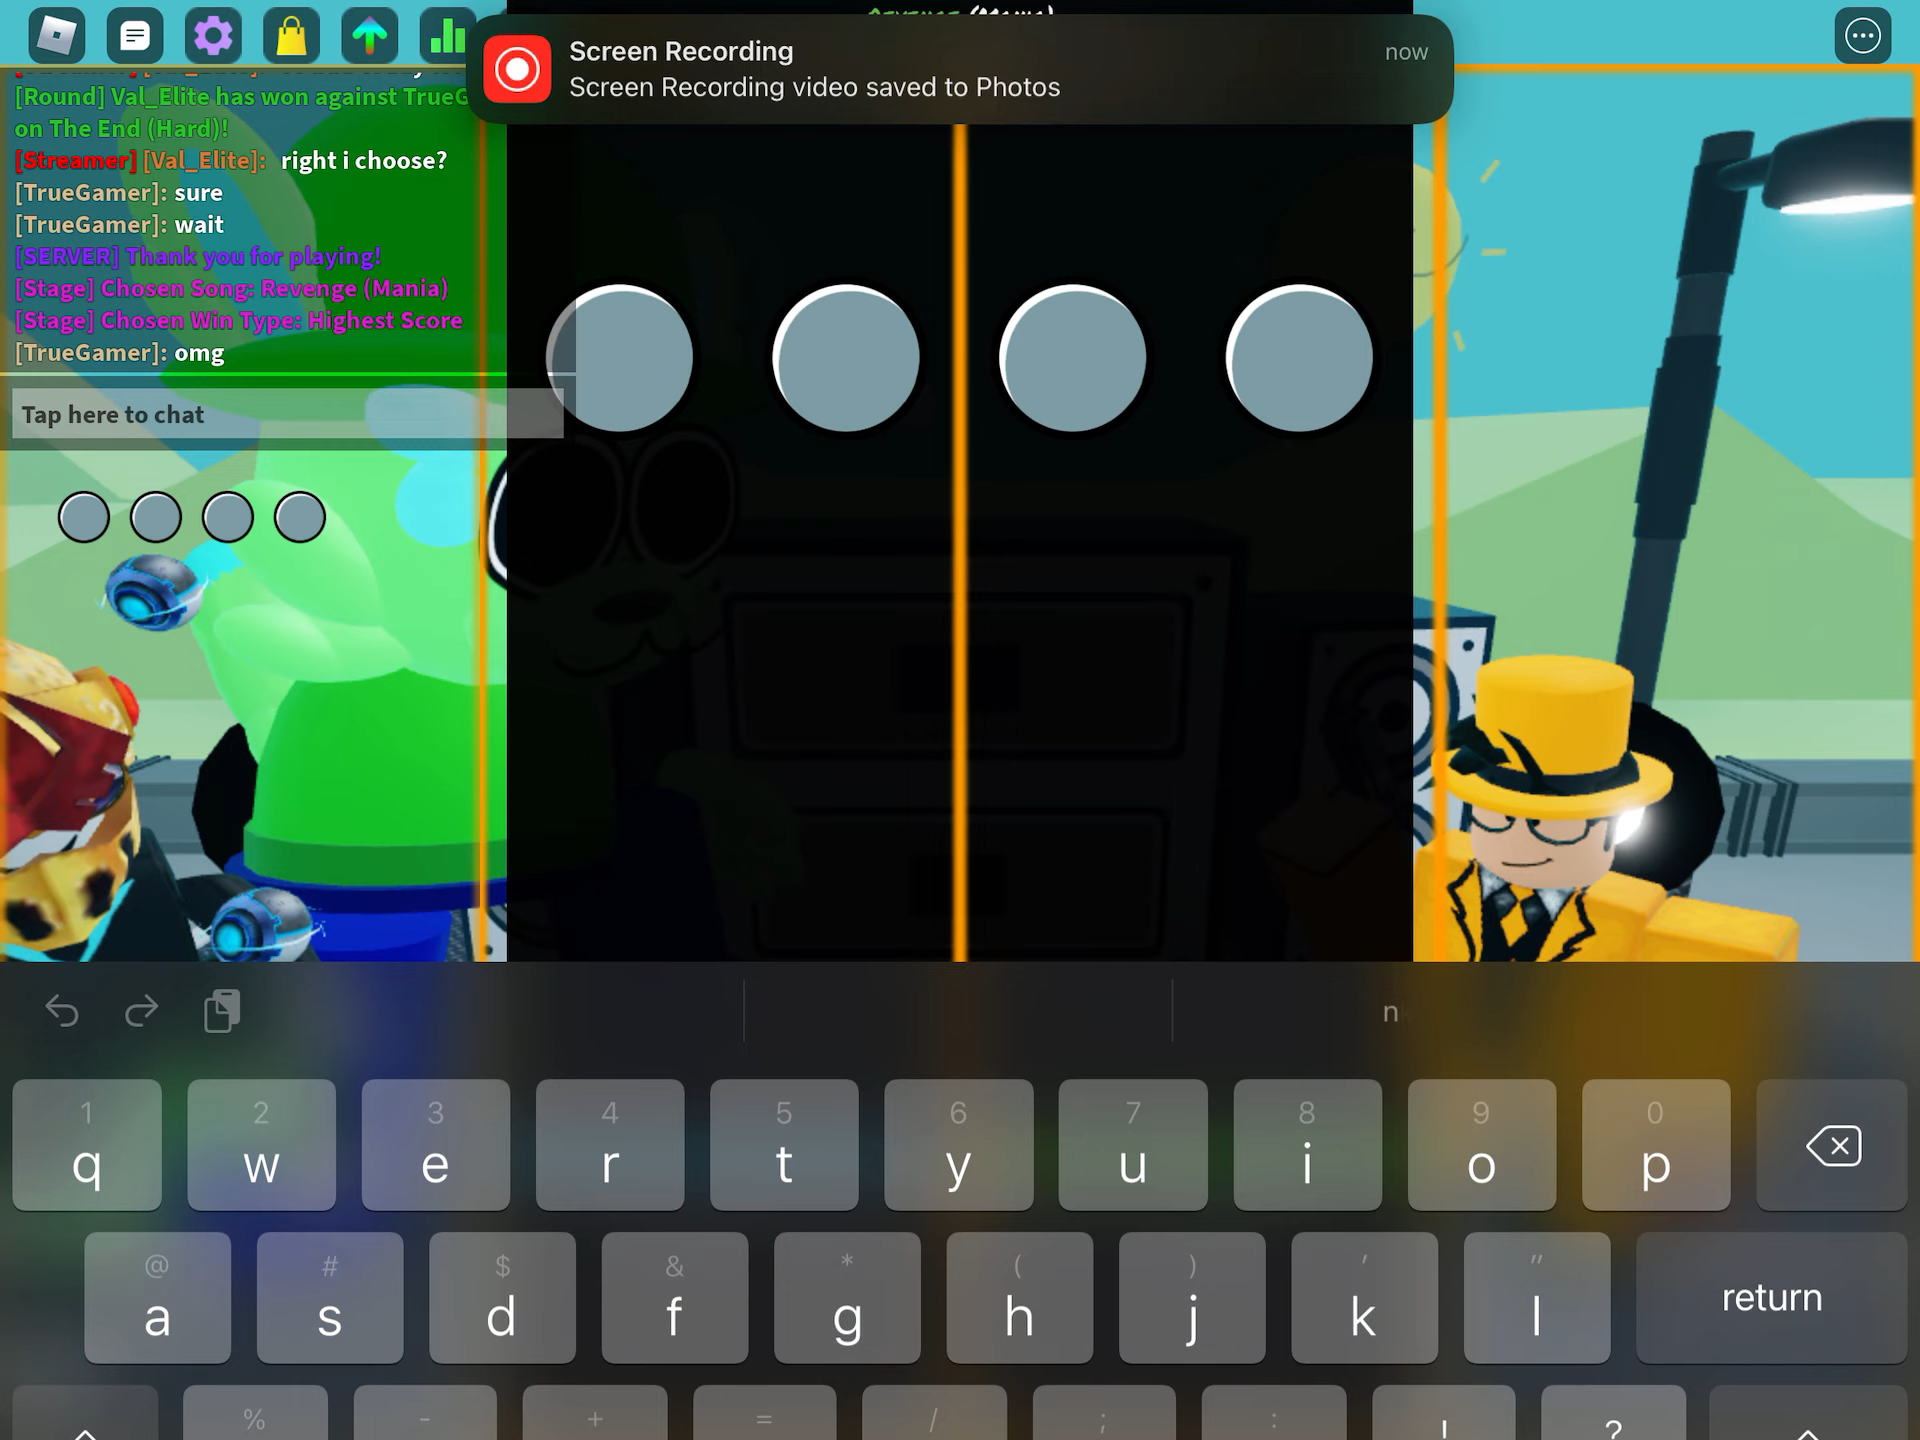 REVENGE (MANIA)
Screen Recording
now
Screen Recording video saved to Photos
[Round] Val_Elite has won against TrueG
on The End (Hard)!
[Streamer] [Val_Elite]: right i choose?
[TrueGamer]: sure
[TrueGamer]: wait
[SERVER] Thank you for playing!
[Stage] Chosen Song: Revenge (Mania)
[Stage] Chosen Win Type: Highest Score
[TrueGamer]: omg
Tap here to chat
1 2 3 4 5 6 7 8 9 0
q w e r t y u i o p
@ # $ & * ( ) ' "
a s d f g h j k l return
% - + = / ; : ! ?